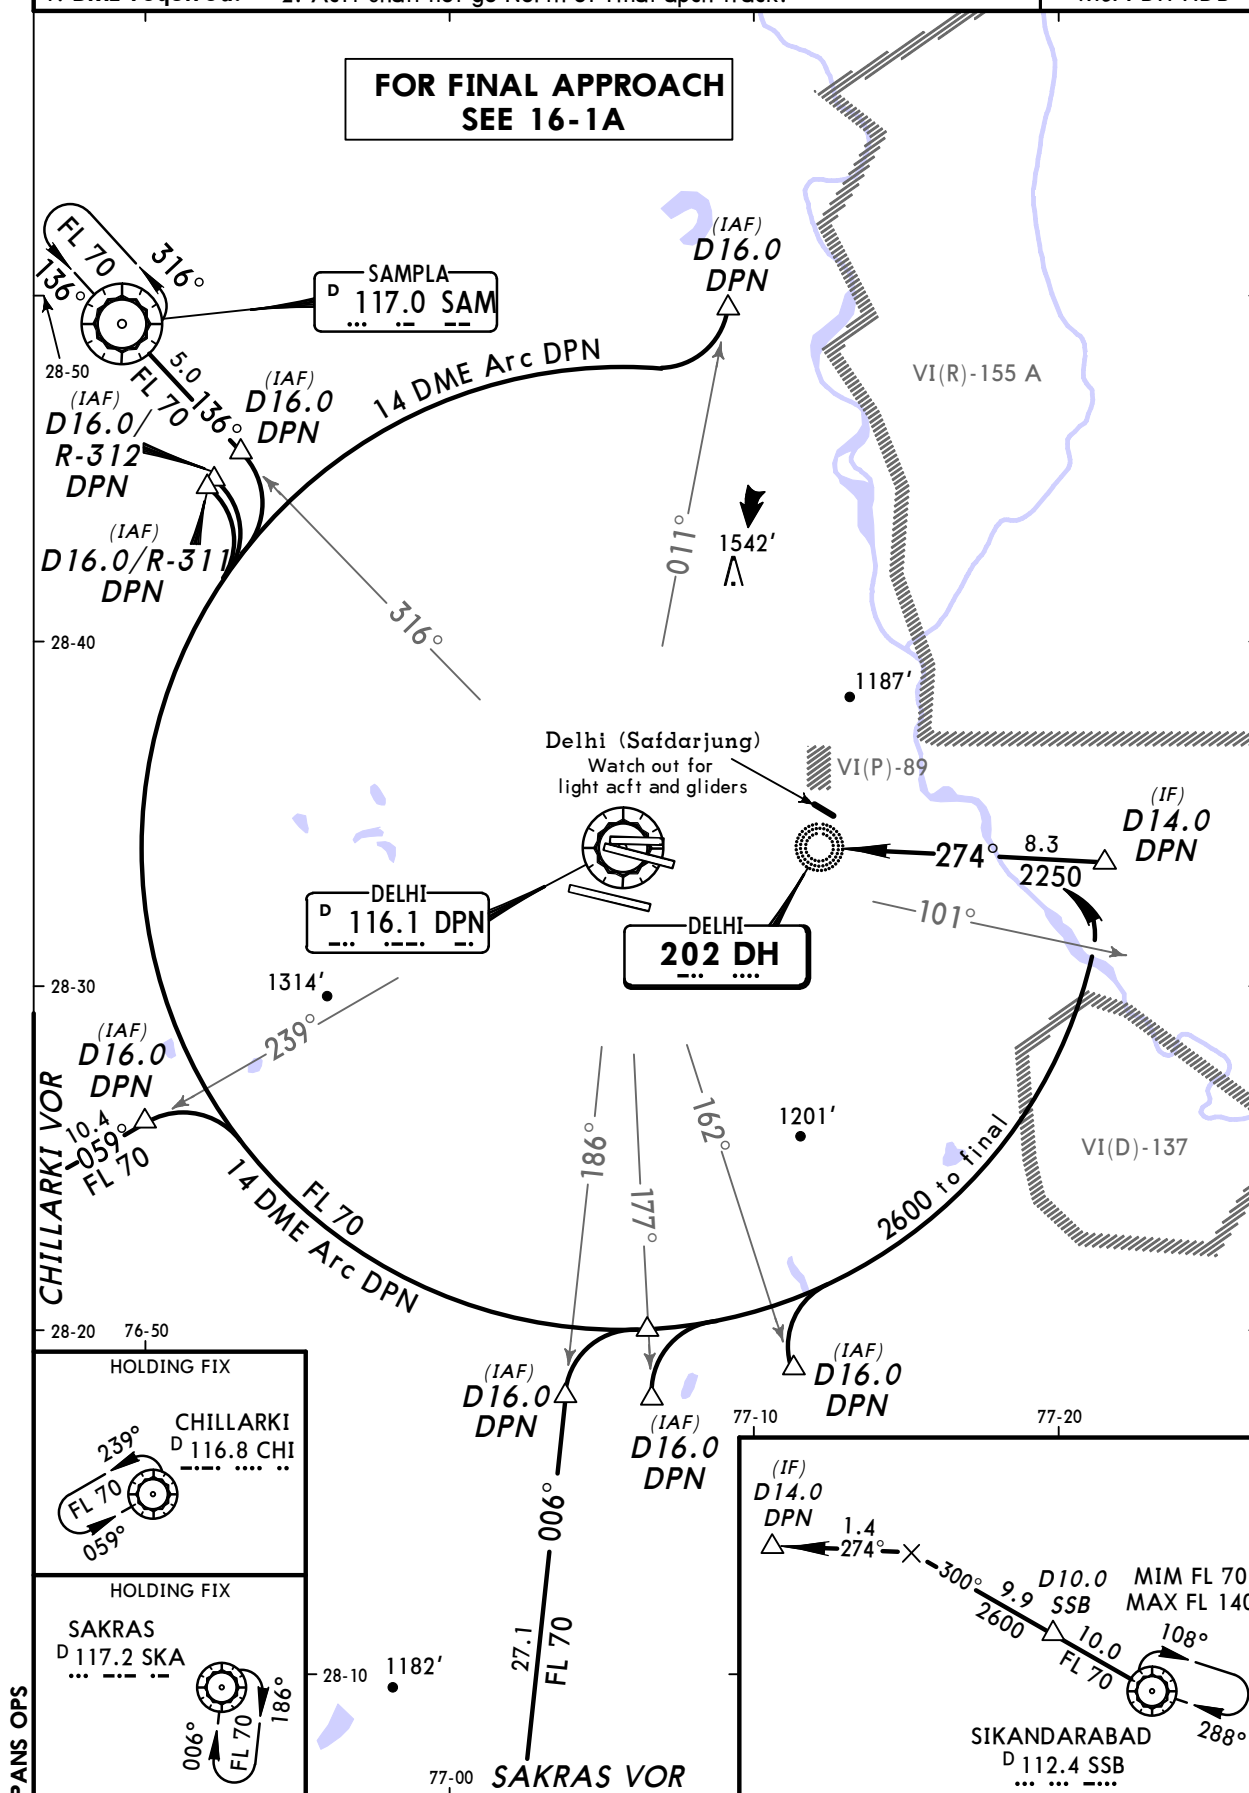 FOR FINAL APPROACH
SEE 16-1A
(IAF)
D16.0
DPN
FL 70
316°
136°
SAMPLA
D 117.0 SAM
28-50
5.0
FL 70
136°
(IAF)
D16.0
DPN
14 DME Arc DPN
VI(R)-155 A
(IAF)
D16.0/
R-312
DPN
(IAF)
D16.0/R-311
DPN
011°
1542'
316°
28-40
1187'
Delhi (Safdarjung)
Watch out for
light acft and gliders
VI(P)-89
(IF)
D14.0
DPN
274°
8.3
2250
DELHI
D 116.1 DPN
101°
DELHI
202 DH
1314'
28-30
239°
(IAF)
D16.0
DPN
CHILLARKI VOR
10.4
059°
FL 70
186°
177°
162°
1201'
VI(D)-137
2600 to final
FL 70
14 DME Arc DPN
28-20
76-50
(IAF)
D16.0
DPN
(IAF)
D16.0
DPN
(IAF)
D16.0
DPN
77-10
77-20
HOLDING FIX
CHILLARKI
D 116.8 CHI
239°
FL 70
059°
HOLDING FIX
SAKRAS
D 117.2 SKA
006°
FL 70
186°
006°
27.1
FL 70
28-10
1182'
77-00
SAKRAS VOR
(IF)
D14.0
DPN
1.4
274°
300°
9.9
2600
D10.0
SSB
MIM FL 70
MAX FL 140
10.0
FL 70
108°
288°
SIKANDARABAD
D 112.4 SSB
PANS OPS